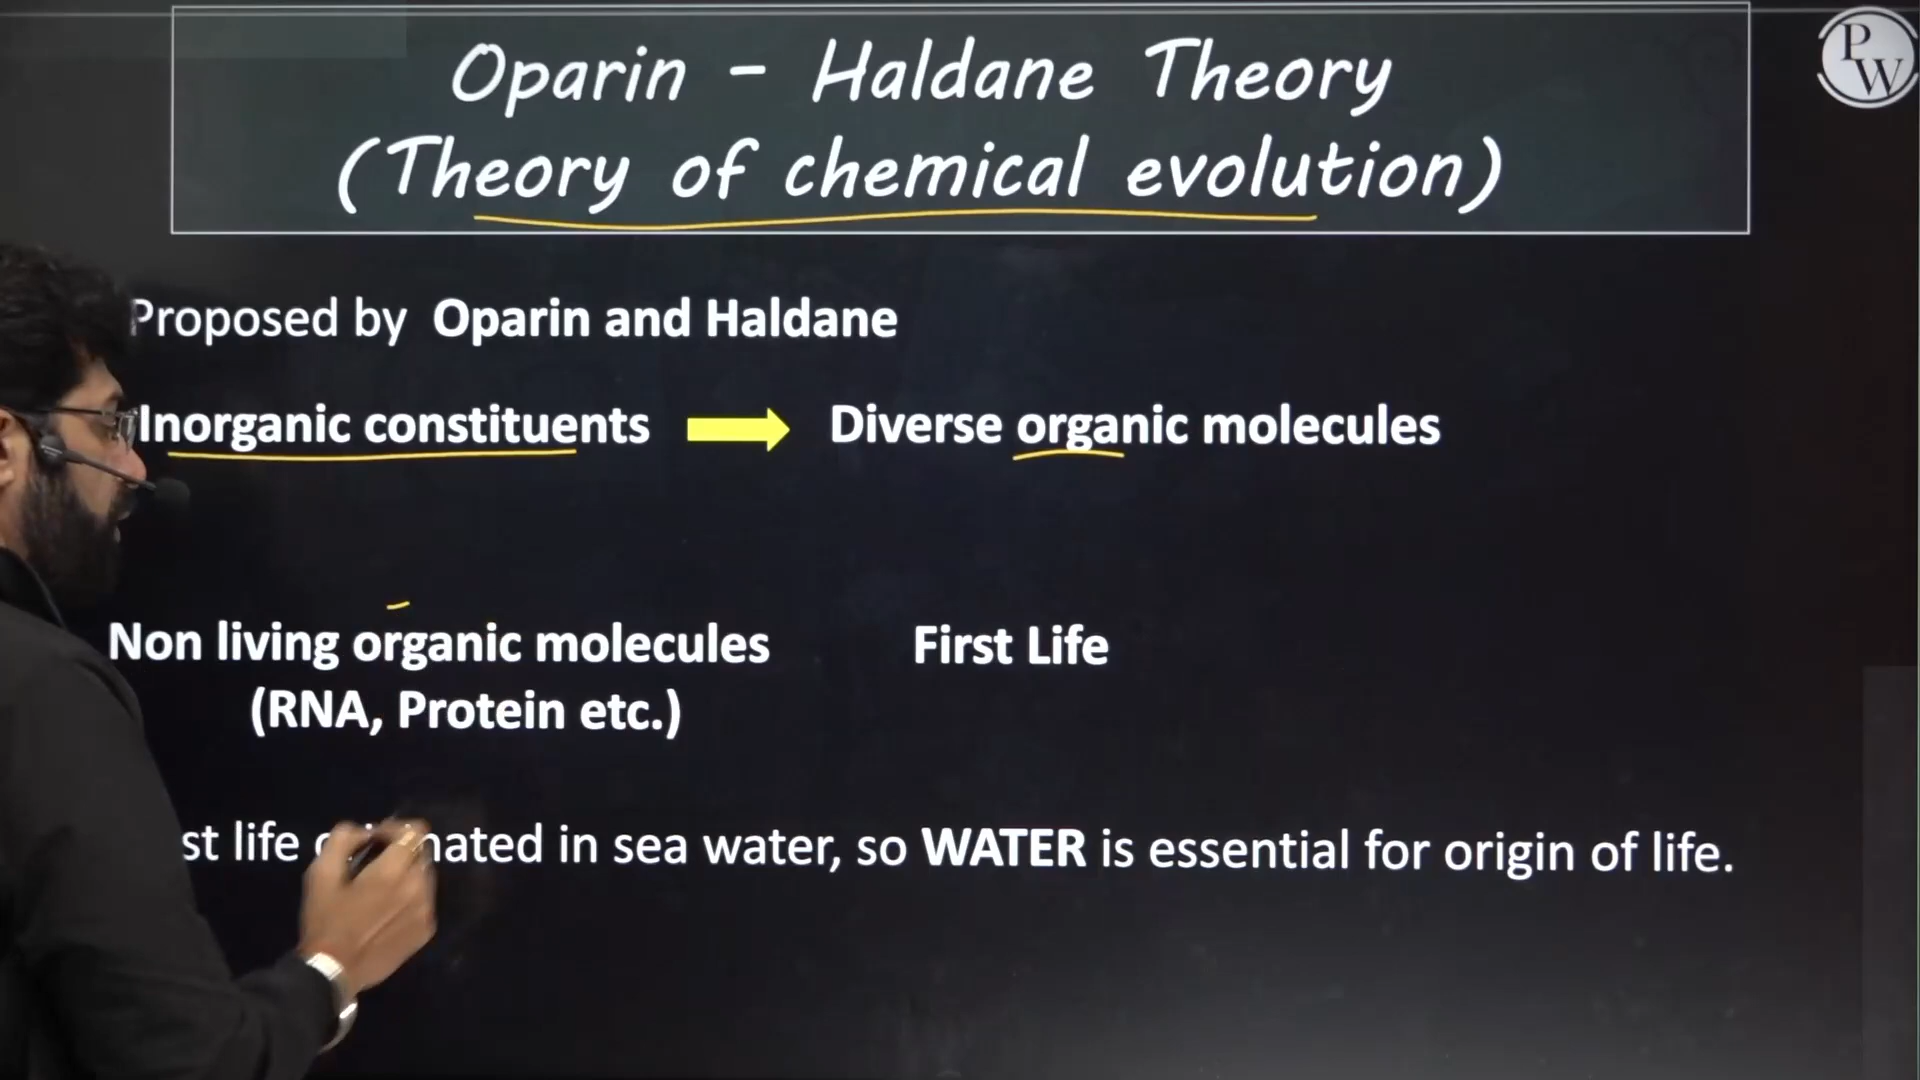 Oparin - Haldane Theory
(Theory of chemical evolution)
PW
Proposed by Oparin and Haldane
Inorganic constituents Diverse organic molecules
Non living organic molecules First Life
(RNA, Protein etc.)
life in sea water, so WATER is essential for origin of life.